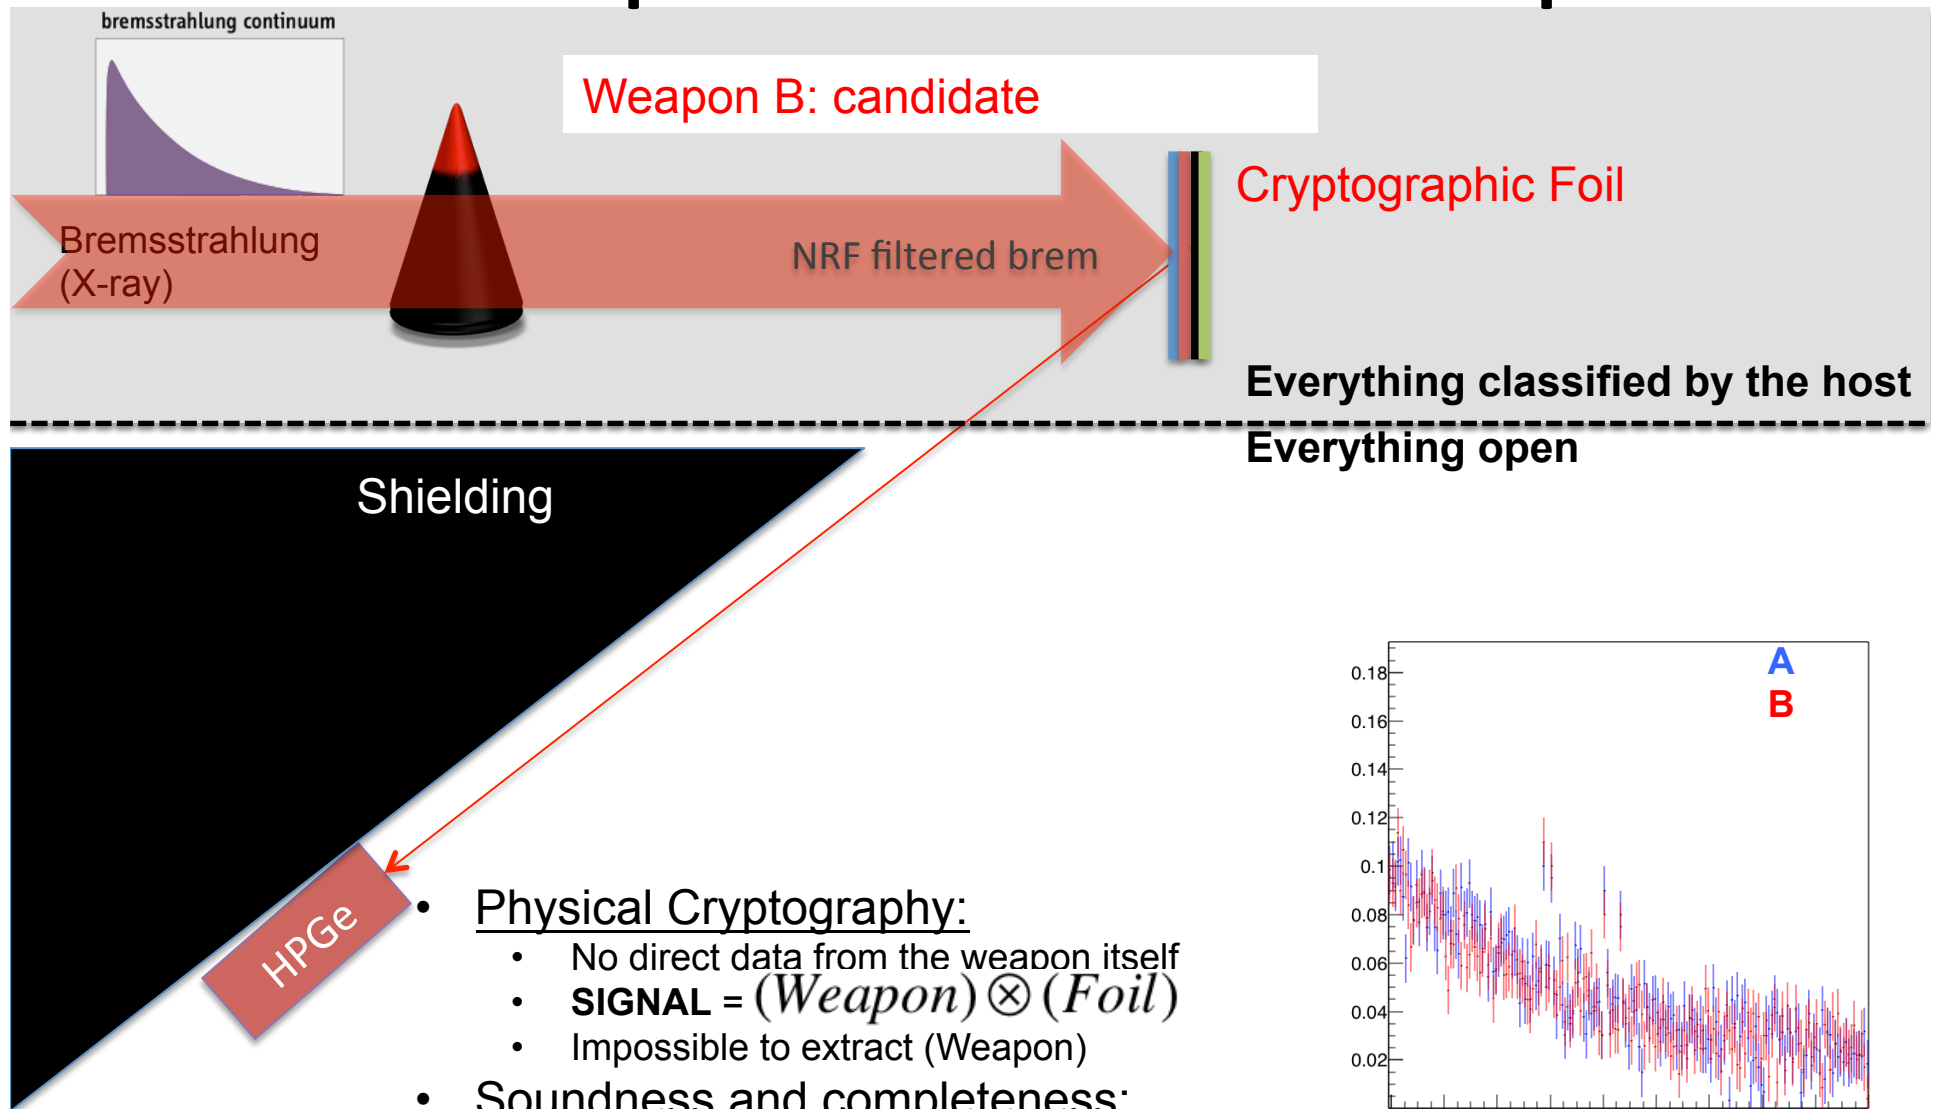 bremsstrahlung continuum
Weapon B: candidate
Cryptographic Foil
Bremsstrahlung
(X-ray)
NRF filtered brem
Everything classified by the host
Everything open
Shielding
HPGe
• Physical Cryptography:
• No direct data from the weapon itself
• SIGNAL = (Weapon) ⊗ (Foil)
• Impossible to extract (Weapon)
• Soundness and completeness:
A
B
0.18
0.16
0.14
0.12
0.1
0.08
0.06
0.04
0.02